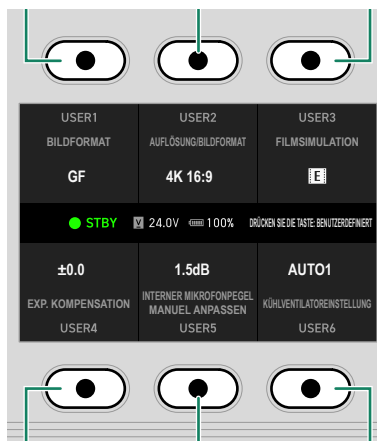 USER1 USER2 USER3
BILDFORMAT AUFLÖSUNG/BILDFORMAT FILMSIMULATION
GF 4K 16:9 E
STBY V 24.0V 100% DRÜCKEN SIE DIE TASTE: BENUTZERDEFINIERT
±0.0 1.5dB AUTO1
EXP. KOMPENSATION INTERNER MIKROFONPEGEL MANUEL ANPASSEN KÜHLVENTILATOREINSTELLUNG
USER4 USER5 USER6